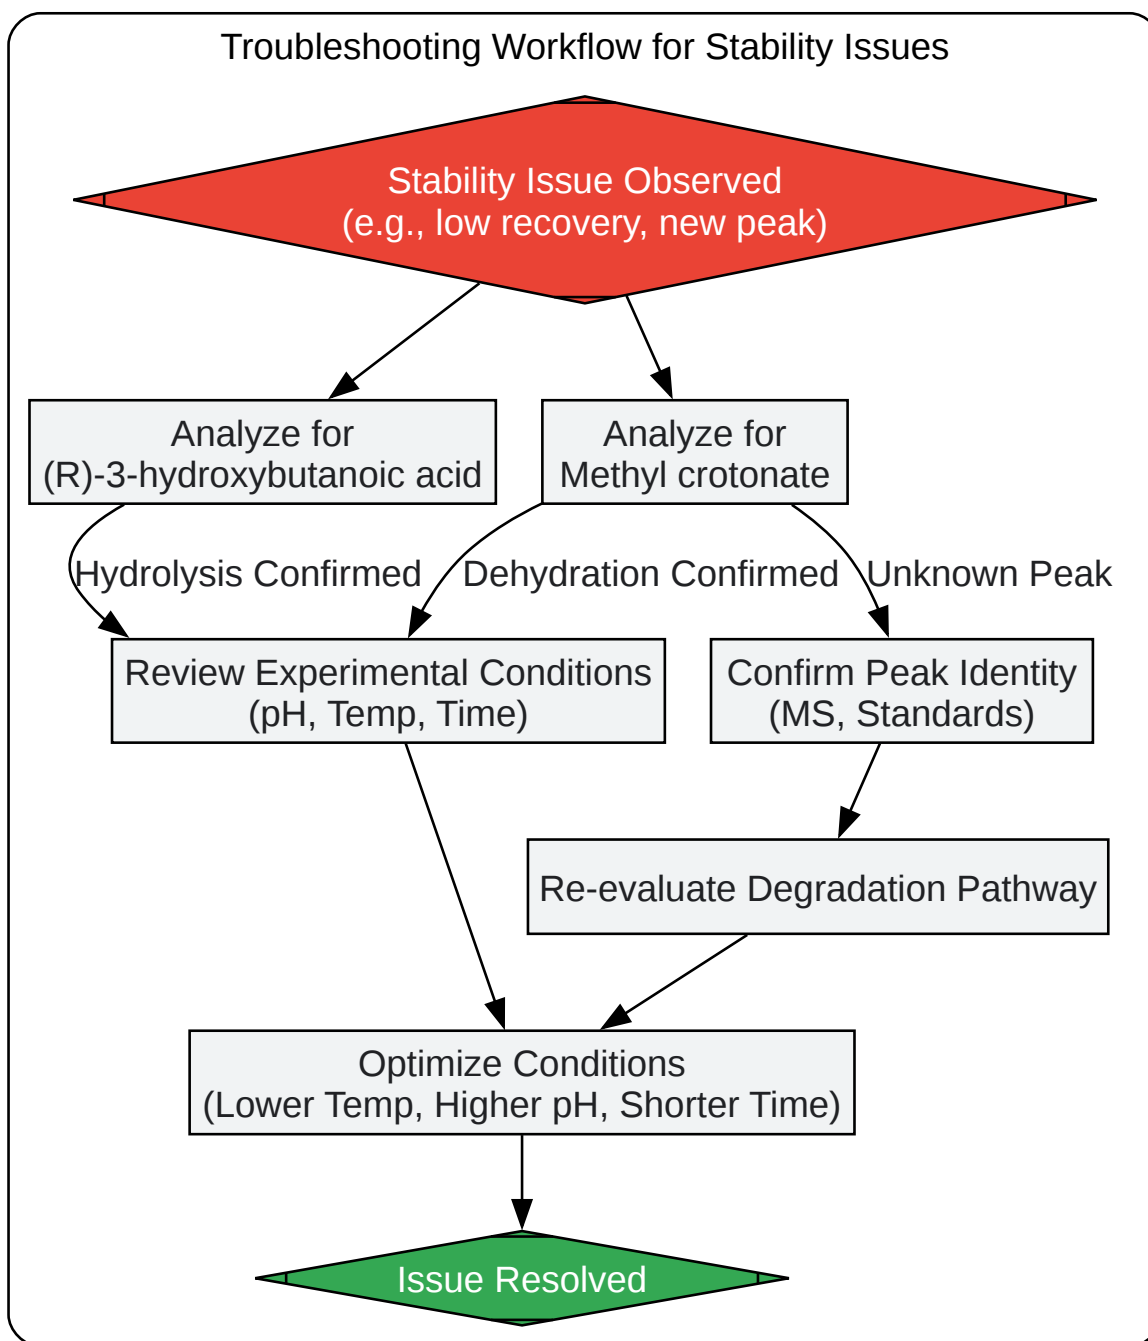 Troubleshooting Workflow for Stability Issues
Stability Issue Observed
(e.g., low recovery, new peak)
Analyze for
(R)-3-hydroxybutanoic acid
Analyze for
Methyl crotonate
Hydrolysis Confirmed
Dehydration Confirmed
Unknown Peak
Review Experimental Conditions
(pH, Temp, Time)
Confirm Peak Identity
(MS, Standards)
Re-evaluate Degradation Pathway
Optimize Conditions
(Lower Temp, Higher pH, Shorter Time)
Issue Resolved